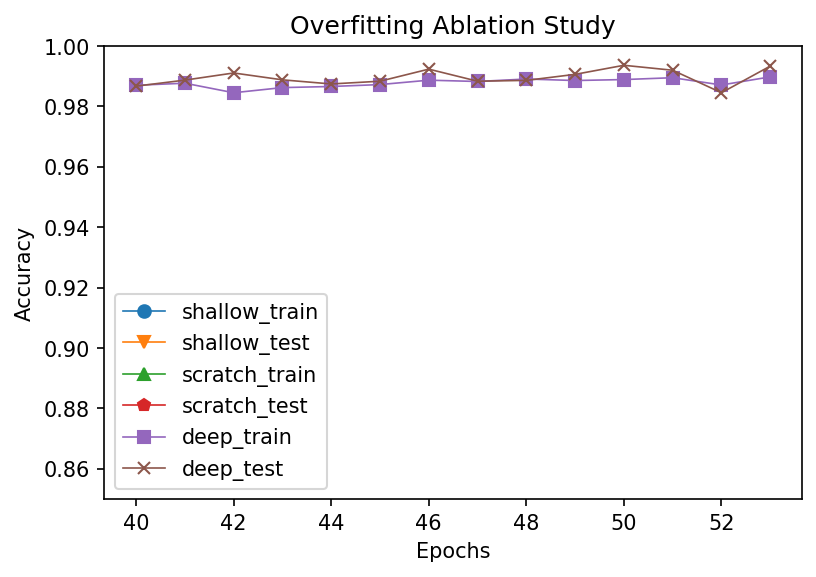 Overfitting Ablation Study
1.00
0.98
0.96
0.94
0.92
0.90
0.88
0.86
Accuracy
shallow_train
shallow_test
scratch_train
scratch_test
deep_train
deep_test
40 42 44 46 48 50 52
Epochs